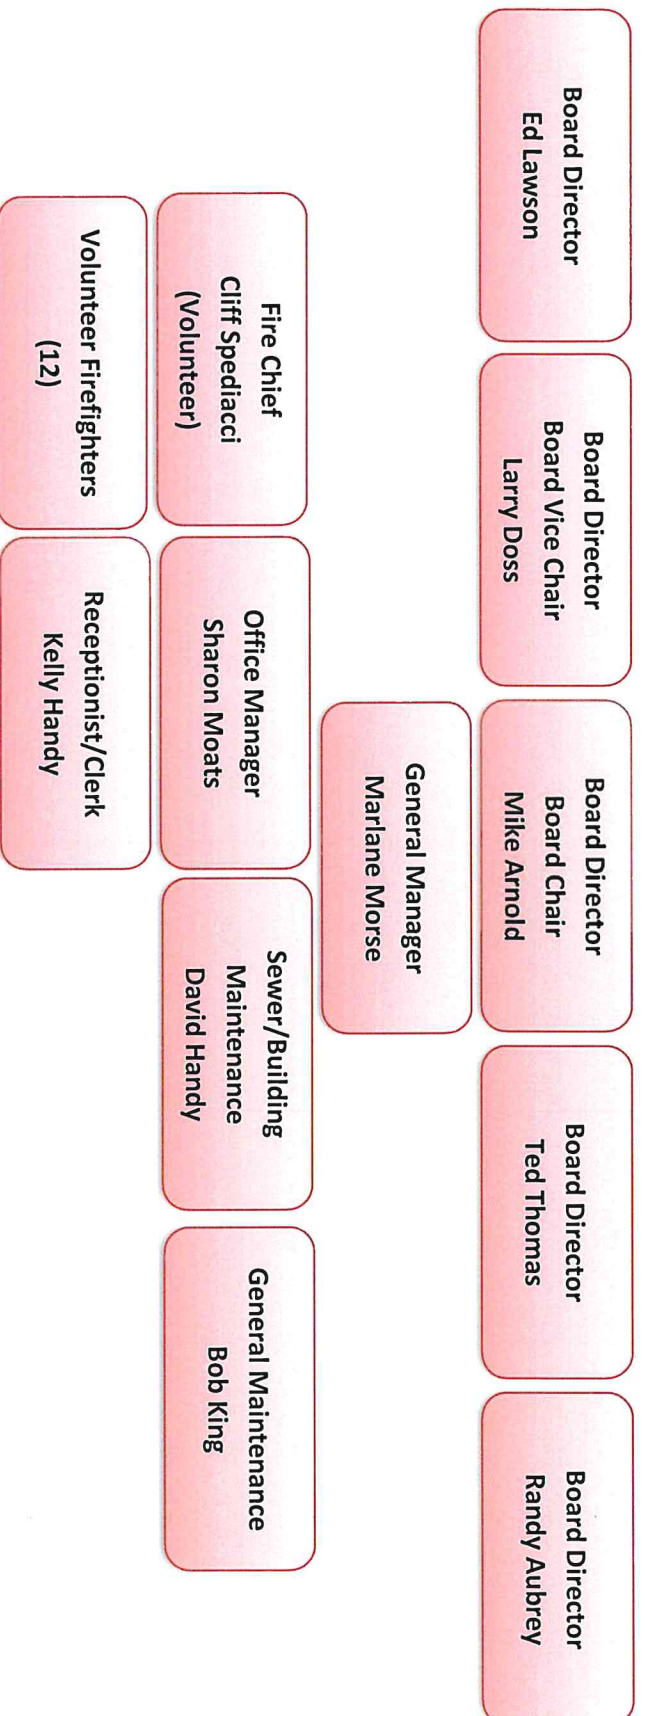 Board Director
Ed Lawson
Board Director
Board Vice Chair
Larry Doss
Board Director
Board Chair
Mike Arnold
Board Director
Ted Thomas
Board Director
Randy Aubrey
General Manager
Marlane Morse
Fire Chief
Cliff Spediacci
(Volunteer)
Office Manager
Sharon Moats
Sewer/Building
Maintenance
David Handy
General Maintenance
Bob King
Volunteer Firefighters
(12)
Receptionist/Clerk
Kelly Handy